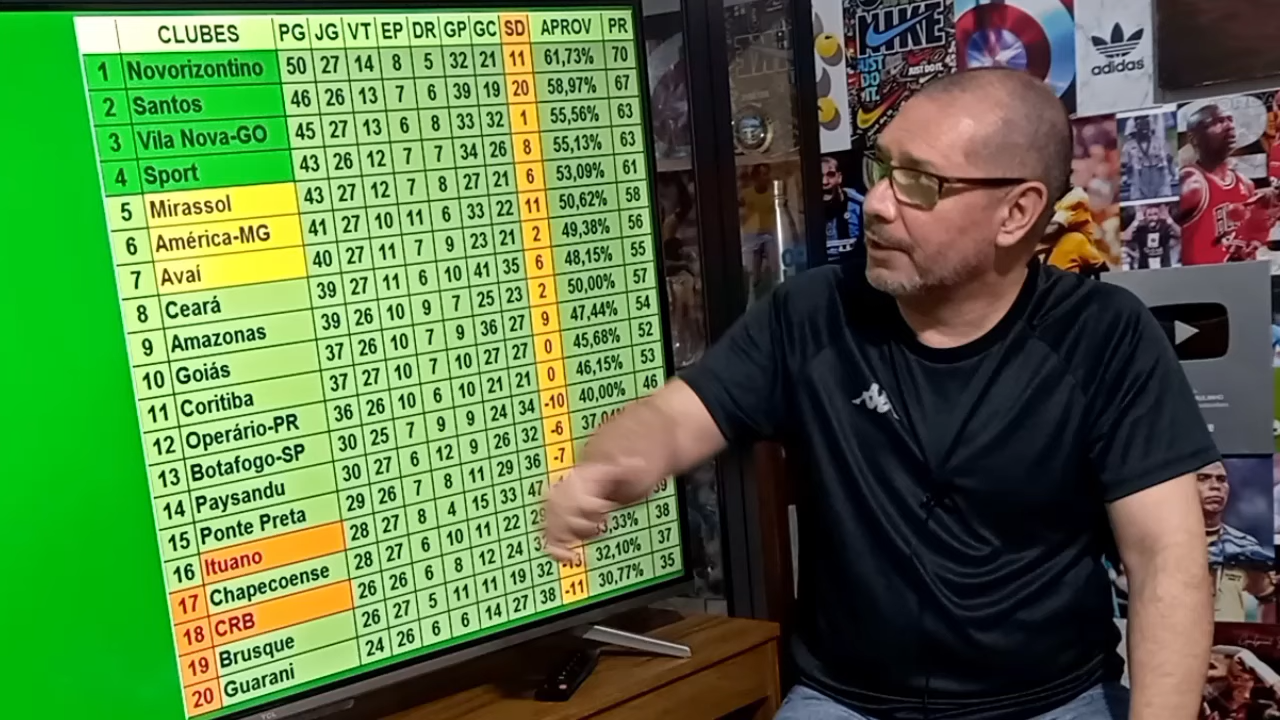 CLUBES PG JG VT EP DR GP GC SD APROV PR
1 Novorizontino 50 27 14 8 5 32 21 11 61,73% 70
2 Santos 46 26 13 7 6 39 19 20 58,97% 67
3 Vila Nova-GO 45 27 13 6 8 33 32 1 55,56% 63
4 Sport 43 26 12 7 7 34 26 8 55,13% 63
5 Mirassol 43 27 12 7 8 27 21 6 53,09% 61
6 América-MG 41 27 10 11 6 33 22 11 50,62% 58
7 Avaí 40 27 11 7 9 23 21 2 49,38% 56
8 Ceará 39 27 11 6 10 41 35 6 48,15% 55
9 Amazonas 39 26 10 9 7 25 23 2 50,00% 57
10 Goiás 37 26 10 7 9 36 27 9 47,44% 54
11 Coritiba 37 27 10 7 10 27 27 0 45,68% 52
12 Operário-PR 36 26 10 6 10 21 21 0 46,15% 53
13 Botafogo-SP 30 25 7 9 9 24 34 -10 40,00% 46
14 Paysandu 30 27 6 12 9 26 32 -6
15 Ponte Preta 29 26 7 8 11 29 36 -7
16 Ituano 28 27 8 4 15 33 47
17 Chapecoense 28 27 6 10 11 22 39
18 CRB 26 26 6 8 12 24 38
19 Brusque 26 27 5 11 11 19 32 -13 32,10% 37
20 Guarani 24 26 6 6 14 27 38 -11 30,77% 35
NIKE
JUST DO IT.
JUST DO IT.
adidas
TCL